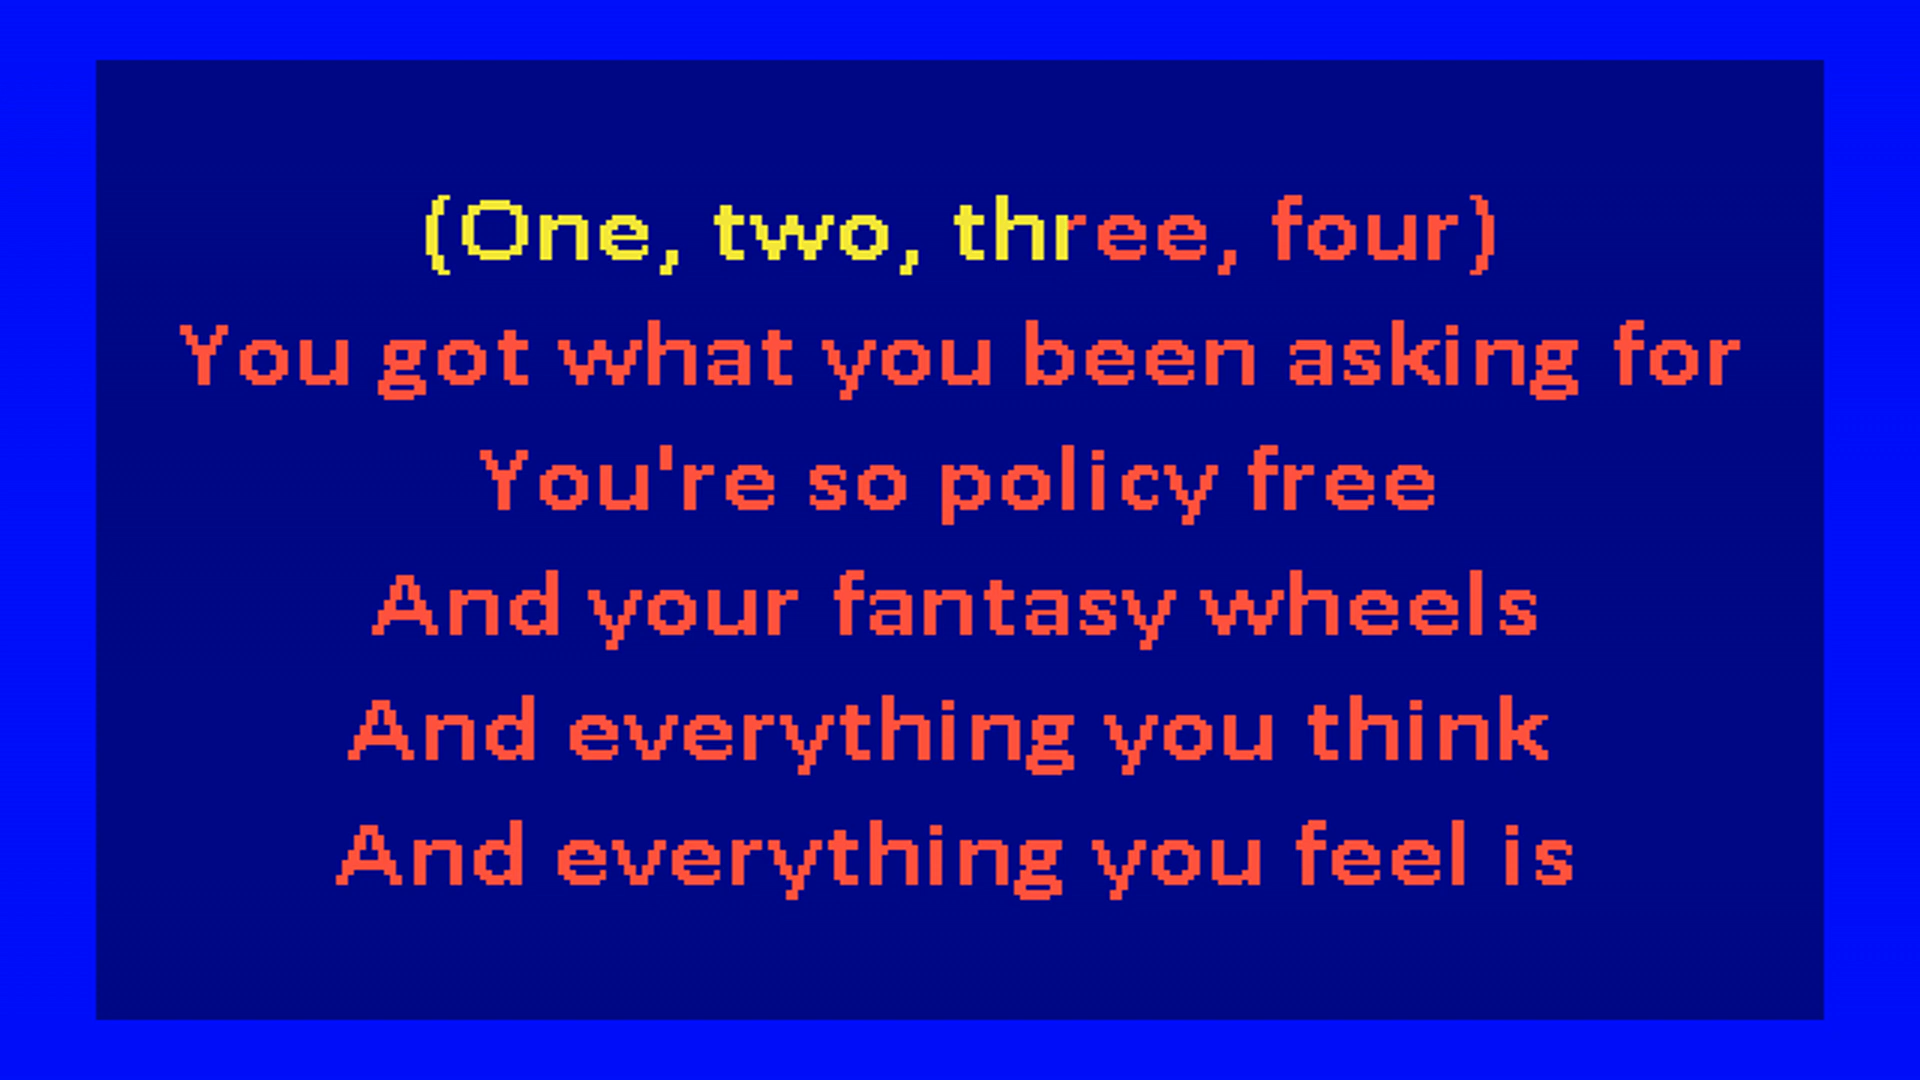 (One, two, three, four)
You got what you been asking for
You're so policy free
And your fantasy wheels
And everything you think
And everything you feel is